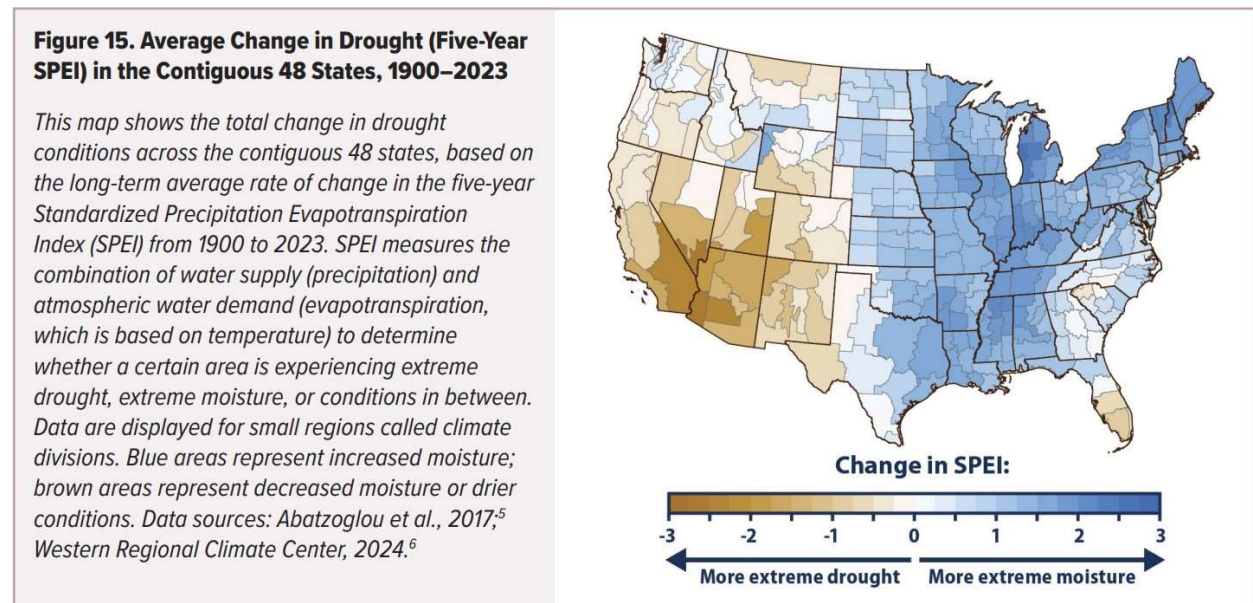 Figure 15. Average Change in Drought (Five-Year
SPEI) in the Contiguous 48 States, 1900–2023
This map shows the total change in drought
conditions across the contiguous 48 states, based on
the long-term average rate of change in the five-year
Standardized Precipitation Evapotranspiration
Index (SPEI) from 1900 to 2023. SPEI measures the
combination of water supply (precipitation) and
atmospheric water demand (evapotranspiration,
which is based on temperature) to determine
whether a certain area is experiencing extreme
drought, extreme moisture, or conditions in between.
Data are displayed for small regions called climate
divisions. Blue areas represent increased moisture;
brown areas represent decreased moisture or drier
conditions. Data sources: Abatzoglou et al., 2017;⁵
Western Regional Climate Center, 2024.⁶
Change in SPEI:
-3 -2 -1 0 1 2 3
More extreme drought More extreme moisture